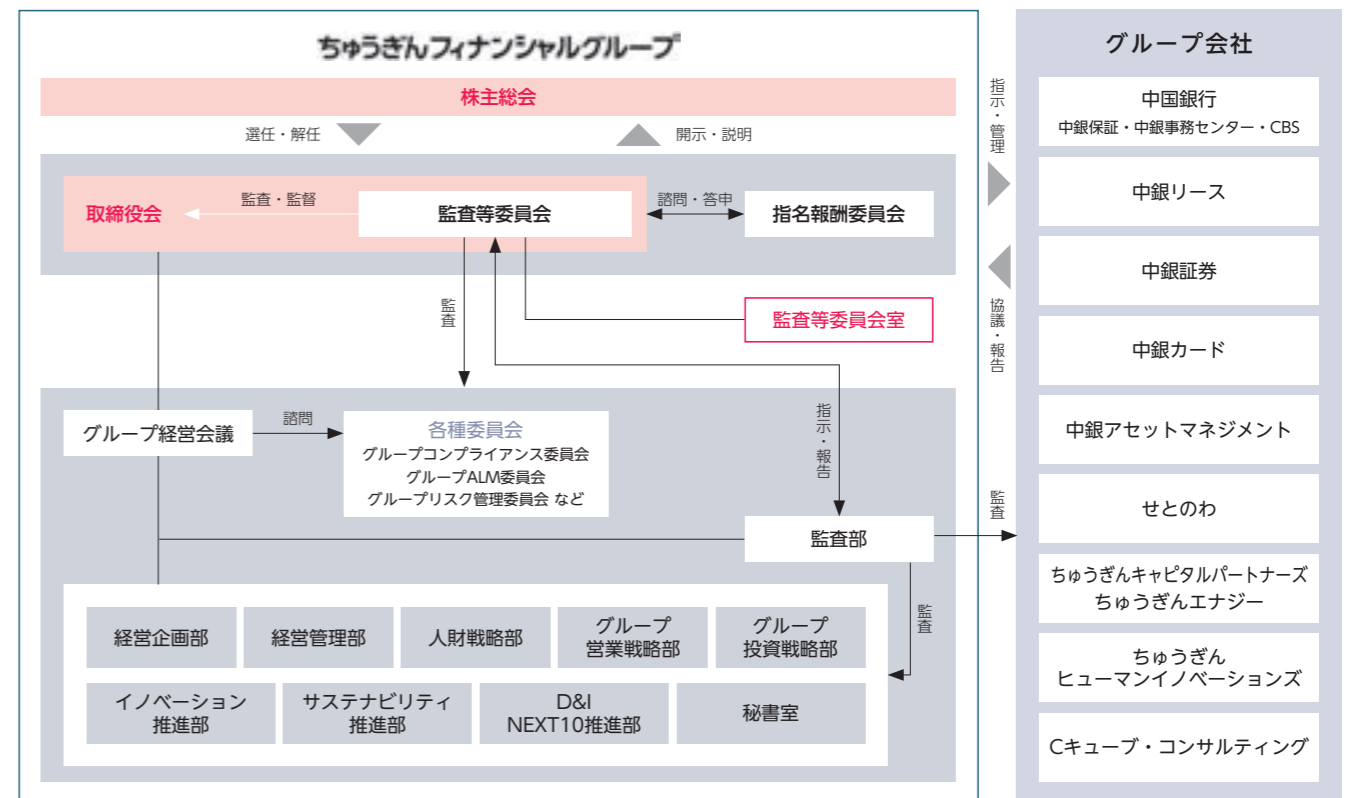 ちゅうぎんフィナンシャルグループ
株主総会
選任・解任
開示・説明
取締役会
監査・監督
監査等委員会
諮問・答申
指名報酬委員会
監査
監査等委員会室
グループ経営会議
諮問
各種委員会
グループコンプライアンス委員会
グループALM委員会
グループリスク管理委員会 など
指示・報告
監査部
監査
経営企画部
経営管理部
人財戦略部
グループ
営業戦略部
グループ
投資戦略部
イノベーション
推進部
サステナビリティ
推進部
D&I
NEXT10推進部
秘書室
指示・管理
協議・報告
監査
グループ会社
中国銀行
中銀保証・中銀事務センター・CBS
中銀リース
中銀証券
中銀カード
中銀アセットマネジメント
せとのわ
ちゅうぎんキャピタルパートナーズ
ちゅうぎんエナジー
ちゅうぎん
ヒューマンイノベーションズ
Cキューブ・コンサルティング